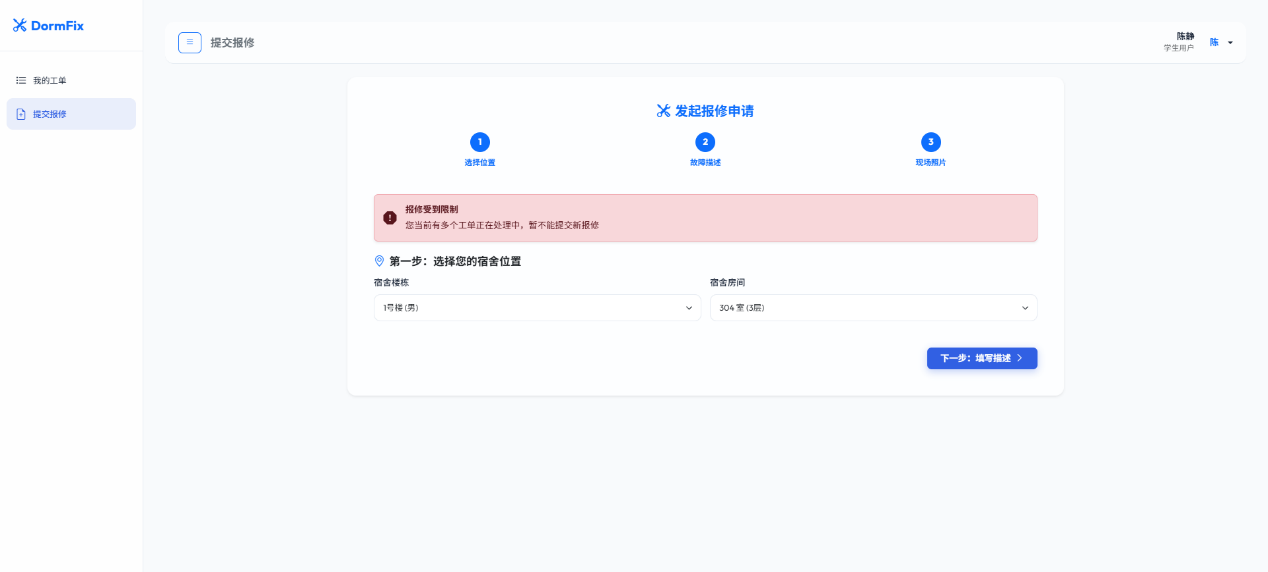 DormFix
我的工单
提交报修
提交报修
陈静
学生用户
陈
发起报修申请
1
选择位置
2
故障描述
3
现场照片
报修受到限制
您当前有多个工单正在处理中，暂不能提交新报修
第一步：选择您的宿舍位置
宿舍楼栋
宿舍房间
1号楼 (男)
304 室 (3层)
下一步：填写描述